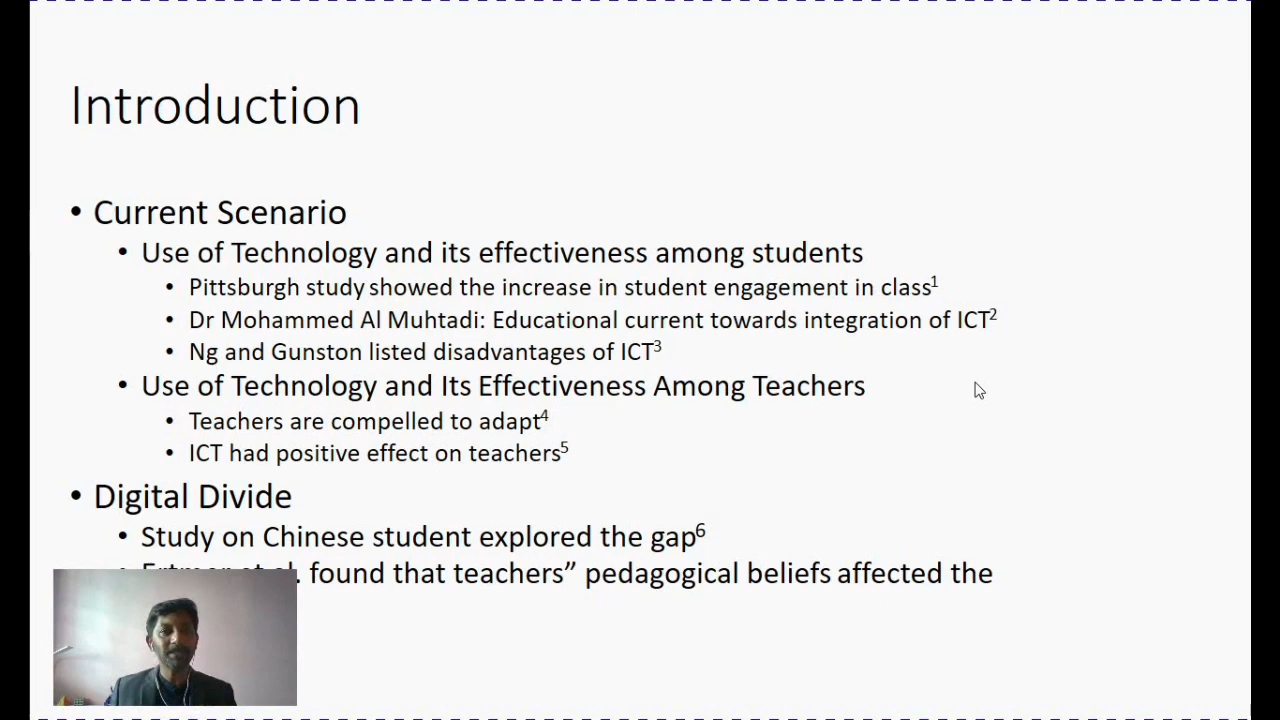 Introduction
• Current Scenario
• Use of Technology and its effectiveness among students
• Pittsburgh study showed the increase in student engagement in class¹
• Dr Mohammed Al Muhtadi: Educational current towards integration of ICT²
• Ng and Gunston listed disadvantages of ICT³
• Use of Technology and Its Effectiveness Among Teachers
• Teachers are compelled to adapt⁴
• ICT had positive effect on teachers⁵
• Digital Divide
• Study on Chinese student explored the gap⁶
found that teachers” pedagogical beliefs affected the